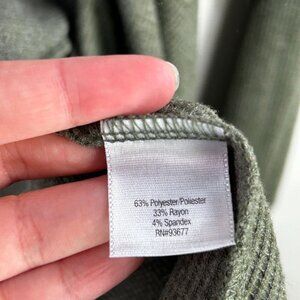 63% Polyester/Poliester
33% Rayon
4% Spandex
RN#93677